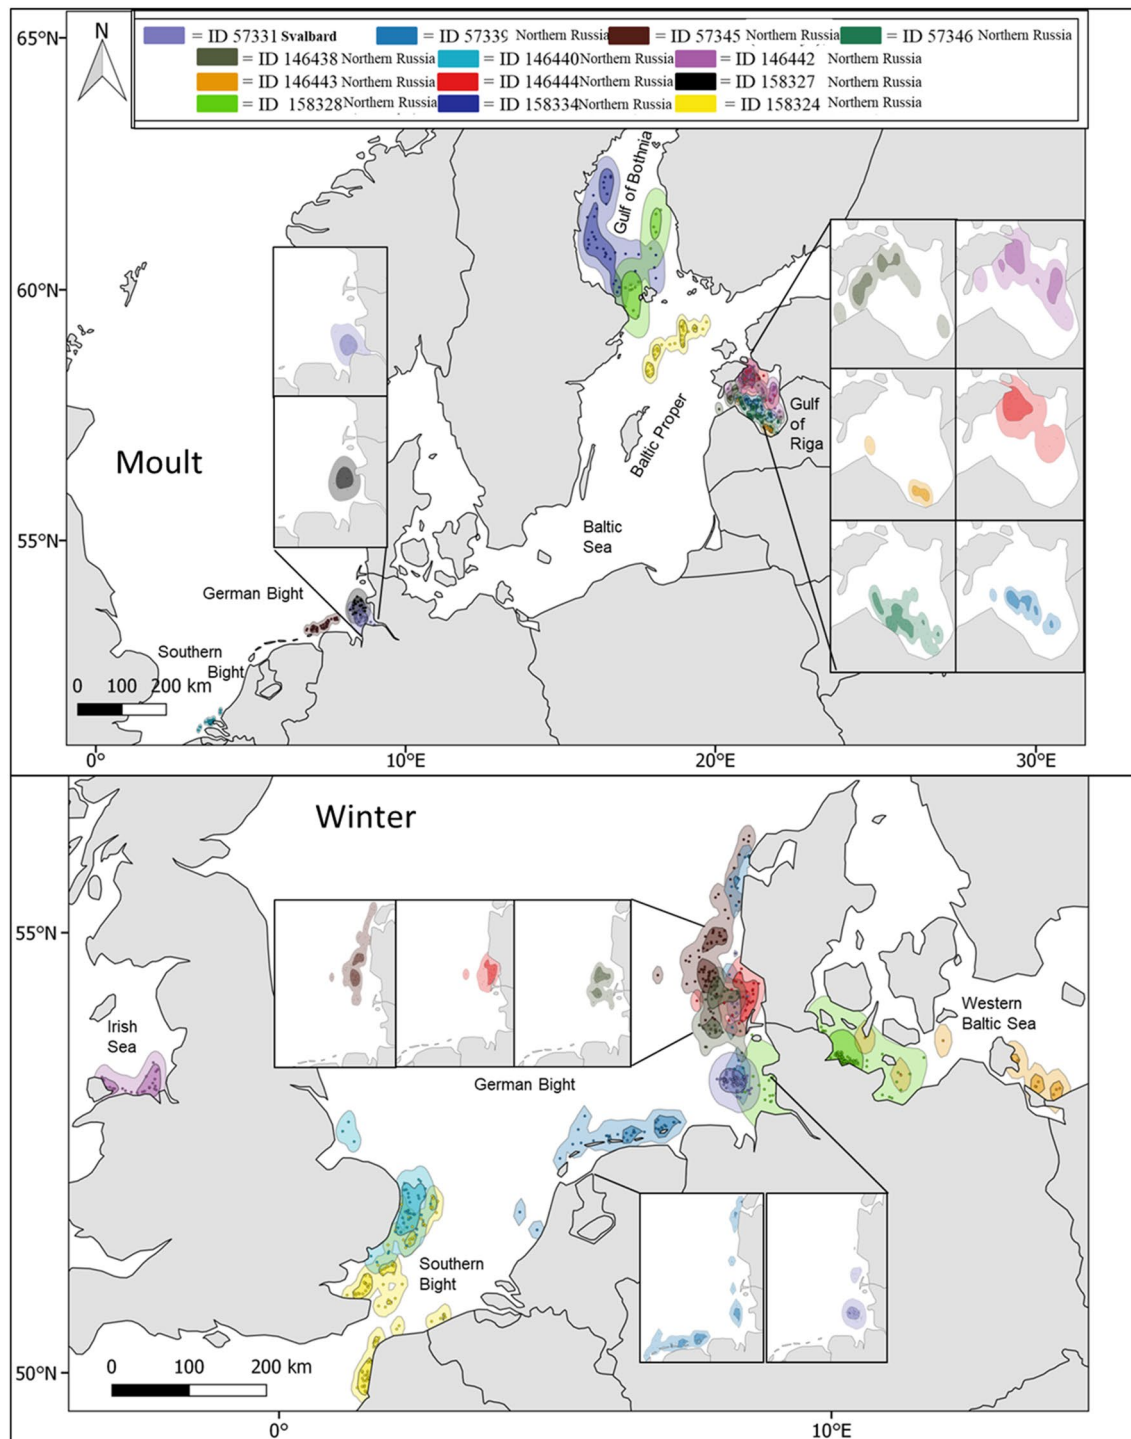 65°N
N
= ID 57331 Svalbard = ID 57339 Northern Russia = ID 57345 Northern Russia = ID 57346 Northern Russia
= ID 146438 Northern Russia = ID 146440 Northern Russia = ID 146442 Northern Russia
= ID 146443 Northern Russia = ID 146444 Northern Russia = ID 158327 Northern Russia
= ID 158328 Northern Russia = ID 158334 Northern Russia = ID 158324 Northern Russia
Gulf of Bothnia
60°N
Baltic Proper
Gulf
of
Riga
Moult
Baltic
Sea
55°N
German Bight
Southern
Bight
0 100 200 km
0° 10°E 20°E 30°E
Winter
55°N
Irish
Sea
Western
Baltic Sea
German Bight
Southern
Bight
50°N
0 100 200 km
0° 10°E